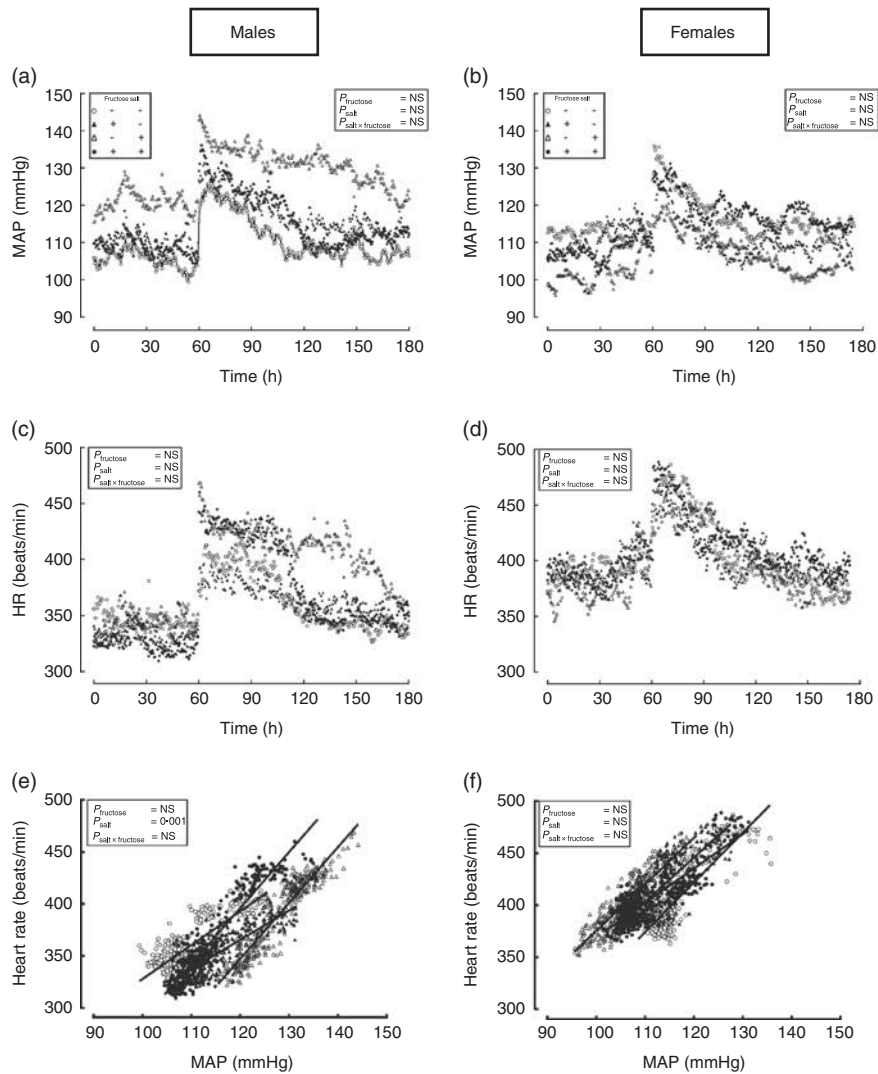 Males
Females
(a)
150
140
130
120
110
100
90
MAP (mmHg)
Fructose salt
- -
+ -
- +
+ +
P fructose = NS
P salt = NS
P salt × fructose = NS
0 30 60 90 120 150 180
Time (h)
(b)
150
140
130
120
110
100
90
MAP (mmHg)
Fructose salt
- -
+ -
- +
+ +
P fructose = NS
P salt = NS
P salt × fructose = NS
0 30 60 90 120 150 180
Time (h)
(c)
500
450
400
350
300
HR (beats/min)
P fructose = NS
P salt = NS
P salt × fructose = NS
0 30 60 90 120 150 180
Time (h)
(d)
500
450
400
350
300
HR (beats/min)
P fructose = NS
P salt = NS
P salt × fructose = NS
0 30 60 90 120 150 180
Time (h)
(e)
500
450
400
350
300
Heart rate (beats/min)
P fructose = NS
P salt = 0·001
P salt × fructose = NS
90 100 110 120 130 140 150
MAP (mmHg)
(f)
500
450
400
350
300
Heart rate (beats/min)
P fructose = NS
P salt = NS
P salt × fructose = NS
90 100 110 120 130 140 150
MAP (mmHg)